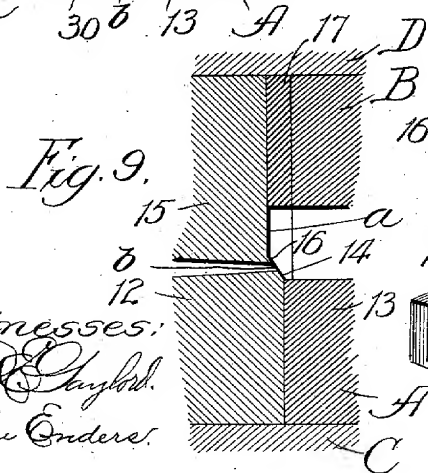 30 b 13 A 17 D
B
16
Fig. 9.
15 a
16
b 14
12
13
nesses:
Gaylord.
A
Enders.
C